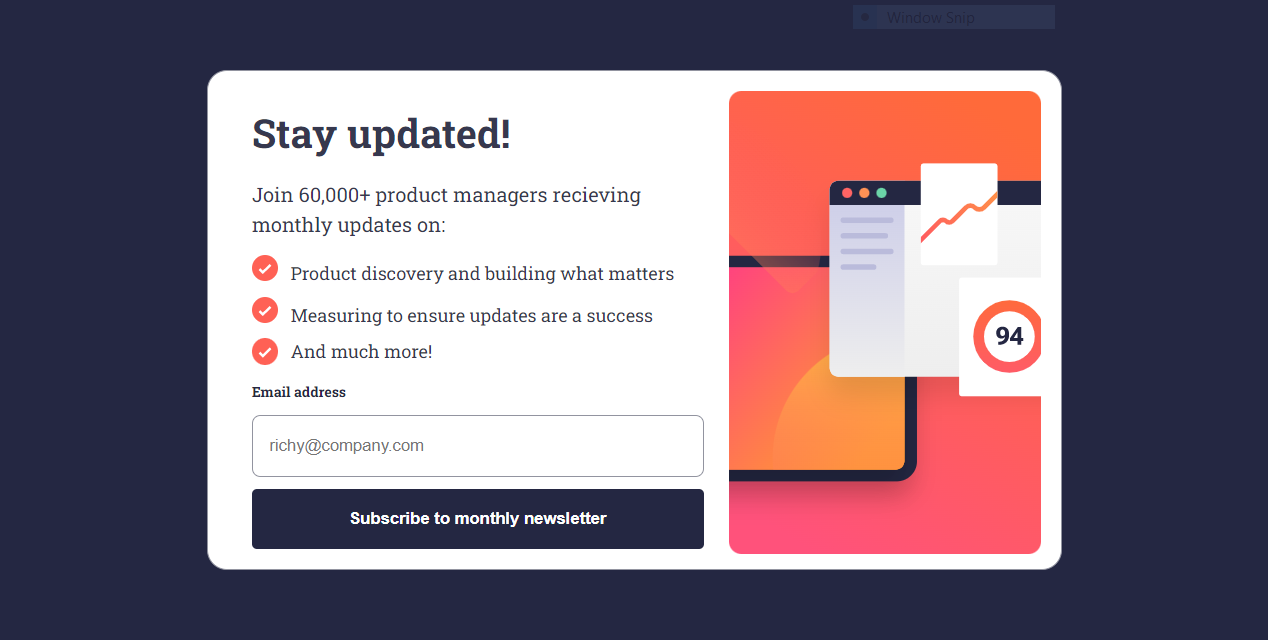 Window Snip
Stay updated!
Join 60,000+ product managers recieving
monthly updates on:
Product discovery and building what matters
Measuring to ensure updates are a success
And much more!
Email address
richy@company.com
Subscribe to monthly newsletter
94